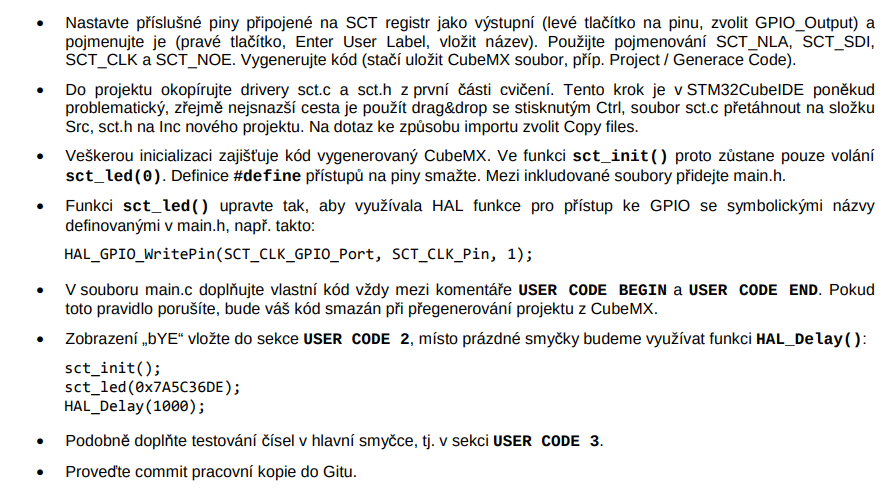 • Nastavte příslušné piny připojené na SCT registr jako výstupní (levé tlačítko na pinu, zvolit GPIO_Output) a
pojmenujte je (pravé tlačítko, Enter User Label, vložit název). Použijte pojmenování SCT_NLA, SCT_SDI,
SCT_CLK a SCT_NOE. Vygenerujte kód (stačí uložit CubeMX soubor, příp. Project / Generace Code).
• Do projektu okopírujte drivery sct.c a sct.h z první části cvičení. Tento krok je v STM32CubeIDE poněkud
problematický, zřejmě nejsnazší cesta je použít drag&drop se stisknutým Ctrl, soubor sct.c přetáhnout na složku
Src, sct.h na Inc nového projektu. Na dotaz ke způsobu importu zvolit Copy files.
• Veškerou inicializaci zajišťuje kód vygenerovaný CubeMX. Ve funkci sct_init() proto zůstane pouze volání
sct_led(0). Definice #define přístupů na piny smažte. Mezi inkludované soubory přidejte main.h.
• Funkci sct_led() upravte tak, aby využívala HAL funkce pro přístup ke GPIO se symbolickými názvy
definovanými v main.h, např. takto:
HAL_GPIO_WritePin(SCT_CLK_GPIO_Port, SCT_CLK_Pin, 1);
• V souboru main.c doplňujte vlastní kód vždy mezi komentáře USER CODE BEGIN a USER CODE END. Pokud
toto pravidlo porušíte, bude váš kód smazán při přegenerování projektu z CubeMX.
• Zobrazení „bYE“ vložte do sekce USER CODE 2, místo prázdné smyčky budeme využívat funkci HAL_Delay():
sct_init();
sct_led(0x7A5C36DE);
HAL_Delay(1000);
• Podobně doplňte testování čísel v hlavní smyčce, tj. v sekci USER CODE 3.
• Proveďte commit pracovní kopie do Gitu.